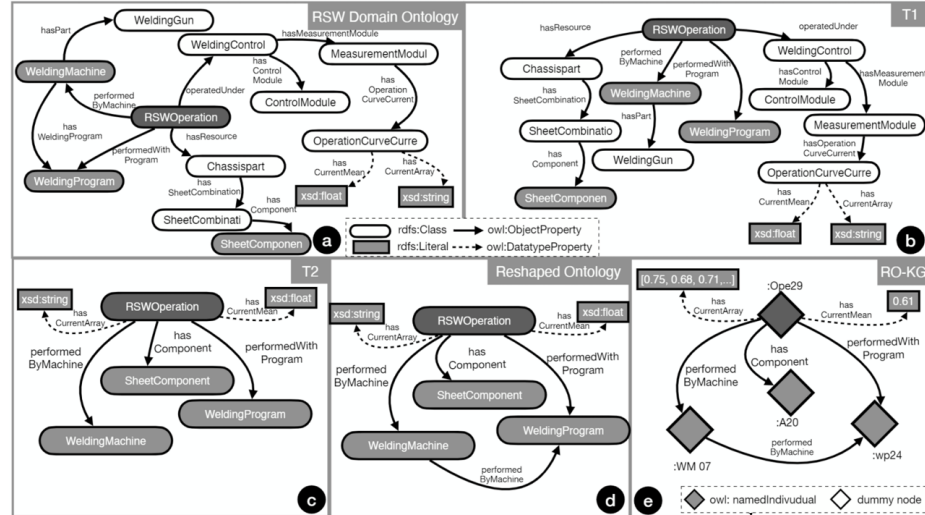 RSW Domain Ontology
WeldingGun
hasPart
WeldingControl
hasMeasurementModule
MeasurementModul
WeldingMachine
has
Control
Module
has
Operation
CurveCurrent
performed
ByMachine
operatedUnder
ControlModule
has
WeldingProgram
RSWOperation
hasResource
OperationCurveCurre
performedWith
Program
has
CurrentMean
has
CurrentArray
Chassispart
WeldingProgram
xsd:float
xsd:string
has
SheetCombination
has
Component
SheetCombinati
SheetComponen
a
rdfs:Class
owl:ObjectProperty
rdfs:Literal
owl:DatatypeProperty
T1
hasResource
RSWOperation
operatedUnder
WeldingControl
performed
ByMachine
performedWith
Program
Chassispart
hasControl
Module
hasMeasurement
Module
has
SheetCombination
WeldingMachine
ControlModule
SheetCombinatio
hasPart
WeldingProgram
MeasurementModule
has
Component
WeldingGun
hasOperation
CurveCurrent
OperationCurveCurre
SheetComponen
has
CurrentMean
has
CurrentArray
xsd:float
xsd:string
b
T2
xsd:string
RSWOperation
xsd:float
has
CurrentArray
has
CurrentMean
performed
ByMachine
has
Component
performedWith
Program
SheetComponent
WeldingProgram
WeldingMachine
c
Reshaped Ontology
xsd:string
RSWOperation
xsd:float
has
CurrentArray
has
CurrentMean
performed
ByMachine
has
Component
performedWith
Program
SheetComponent
WeldingMachine
WeldingProgram
performed
ByMachine
d
RO-KG
[0.75, 0.68, 0.71,...]
:Ope29
0.61
has
CurrentArray
has
CurrentMean
performed
ByMachine
has
Component
performedWith
Program
:A20
:WM 07
performed
ByMachine
:wp24
e
owl: namedIndivudual
dummy node